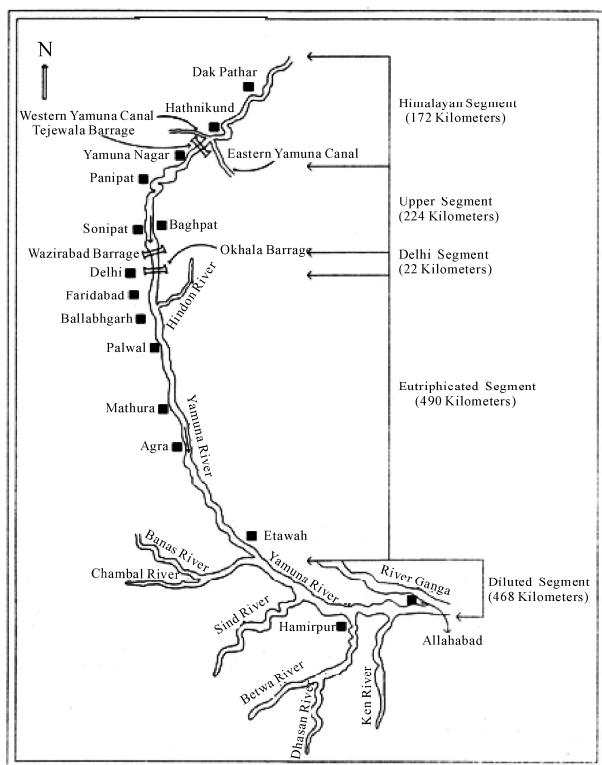 N
Dak Pathar
Hathnikund
Western Yamuna Canal
Tejewala Barrage
Yamuna Nagar
Eastern Yamuna Canal
Panipat
Sonipat
Baghpat
Wazirabad Barrage
Okhala Barrage
Delhi
Faridabad
Hindon River
Ballabhgarh
Palwal
Mathura
Yamuna River
Agra
Etawah
Banas River
Chambal River
Yamuna River
River Ganga
Sind River
Hamirpur
Allahabad
Betwa River
Dhasan River
Ken River
Himalayan Segment
(172 Kilometers)
Upper Segment
(224 Kilometers)
Delhi Segment
(22 Kilometers)
Eutriphicated Segment
(490 Kilometers)
Diluted Segment
(468 Kilometers)